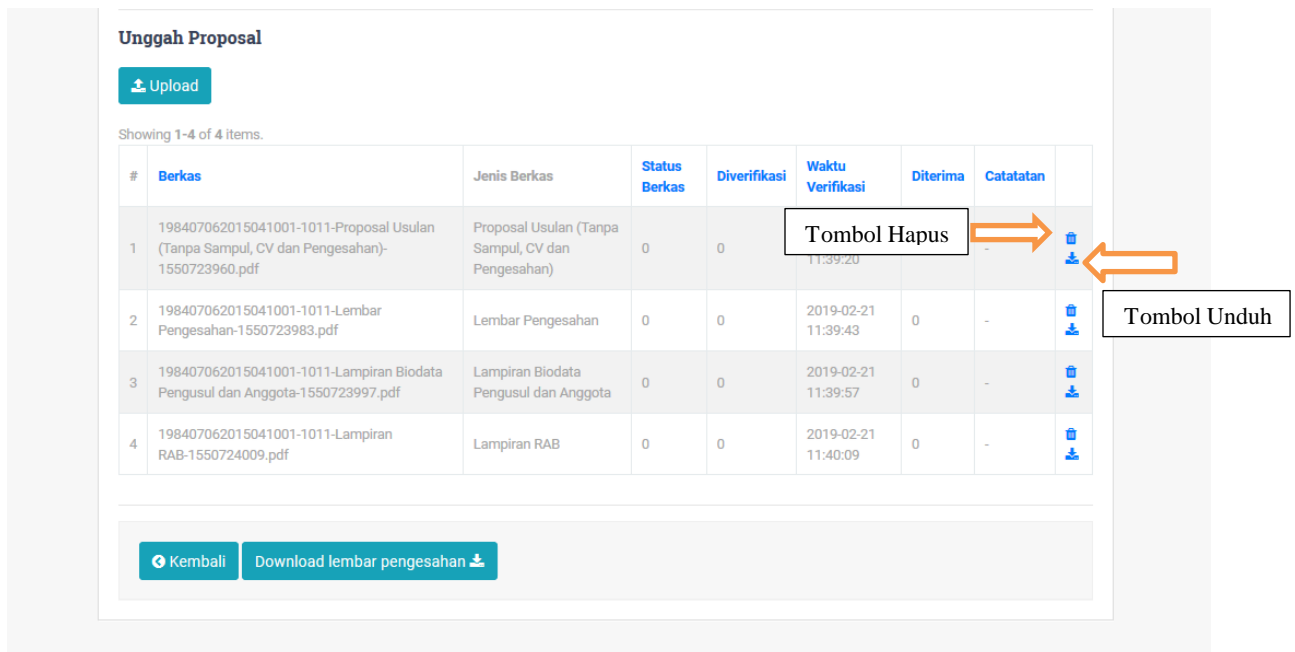 Unggah Proposal
Upload
Showing 1-4 of 4 items.
# Berkas Jenis Berkas Status Berkas Diverifikasi Waktu Verifikasi Diterima Catatatan
1 198407062015041001-1011-Proposal Usulan (Tanpa Sampul, CV dan Pengesahan)-1550723960.pdf Proposal Usulan (Tanpa Sampul, CV dan Pengesahan) 0 0 11:39:20 -
Tombol Hapus
Tombol Unduh
2 198407062015041001-1011-Lembar Pengesahan-1550723983.pdf Lembar Pengesahan 0 0 2019-02-21 11:39:43 0 -
3 198407062015041001-1011-Lampiran Biodata Pengusul dan Anggota-1550723997.pdf Lampiran Biodata Pengusul dan Anggota 0 0 2019-02-21 11:39:57 0 -
4 198407062015041001-1011-Lampiran RAB-1550724009.pdf Lampiran RAB 0 0 2019-02-21 11:40:09 0 -
Kembali
Download lembar pengesahan